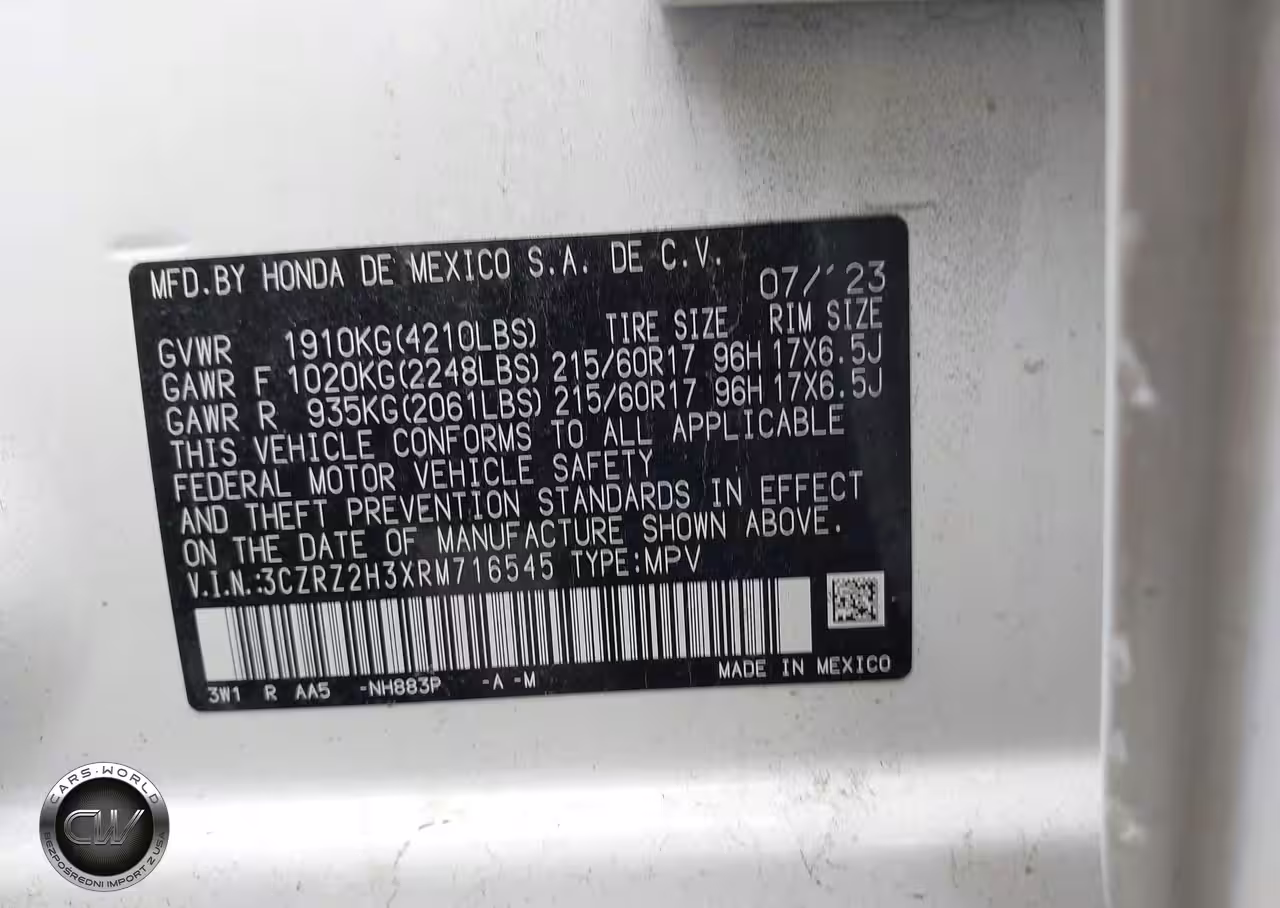 MFD.BY HONDA DE MEXICO S.A. DE C.V.
07/'23
GVWR 1910KG(4210LBS) TIRE SIZE RIM SIZE
GAWR F 1020KG(2248LBS) 215/60R17 96H 17X6.5J
GAWR R 935KG(2061LBS) 215/60R17 96H 17X6.5J
THIS VEHICLE CONFORMS TO ALL APPLICABLE
FEDERAL MOTOR VEHICLE SAFETY
AND THEFT PREVENTION STANDARDS IN EFFECT
ON THE DATE OF MANUFACTURE SHOWN ABOVE.
V.I.N.:3CZRZ2H3XRM716545 TYPE:MPV
3W1 R AA5 -NH883P -A -M MADE IN MEXICO
CARS-WORLD
CW
BEZPOŚREDNI IMPORT Z USA